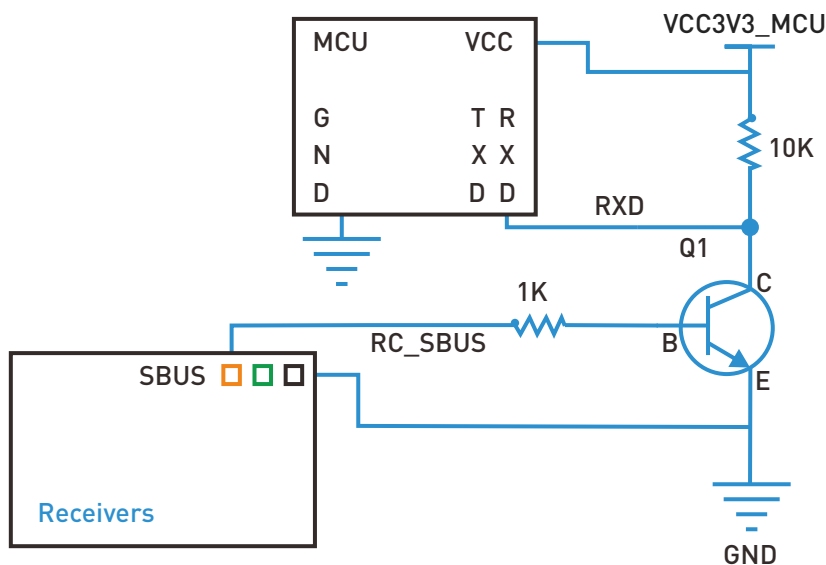 VCC3V3_MCU
MCU VCC
G T R
N X X
D D D
10K
RXD
Q1
C
1K
RC_SBUS
B
E
SBUS
Receivers
GND